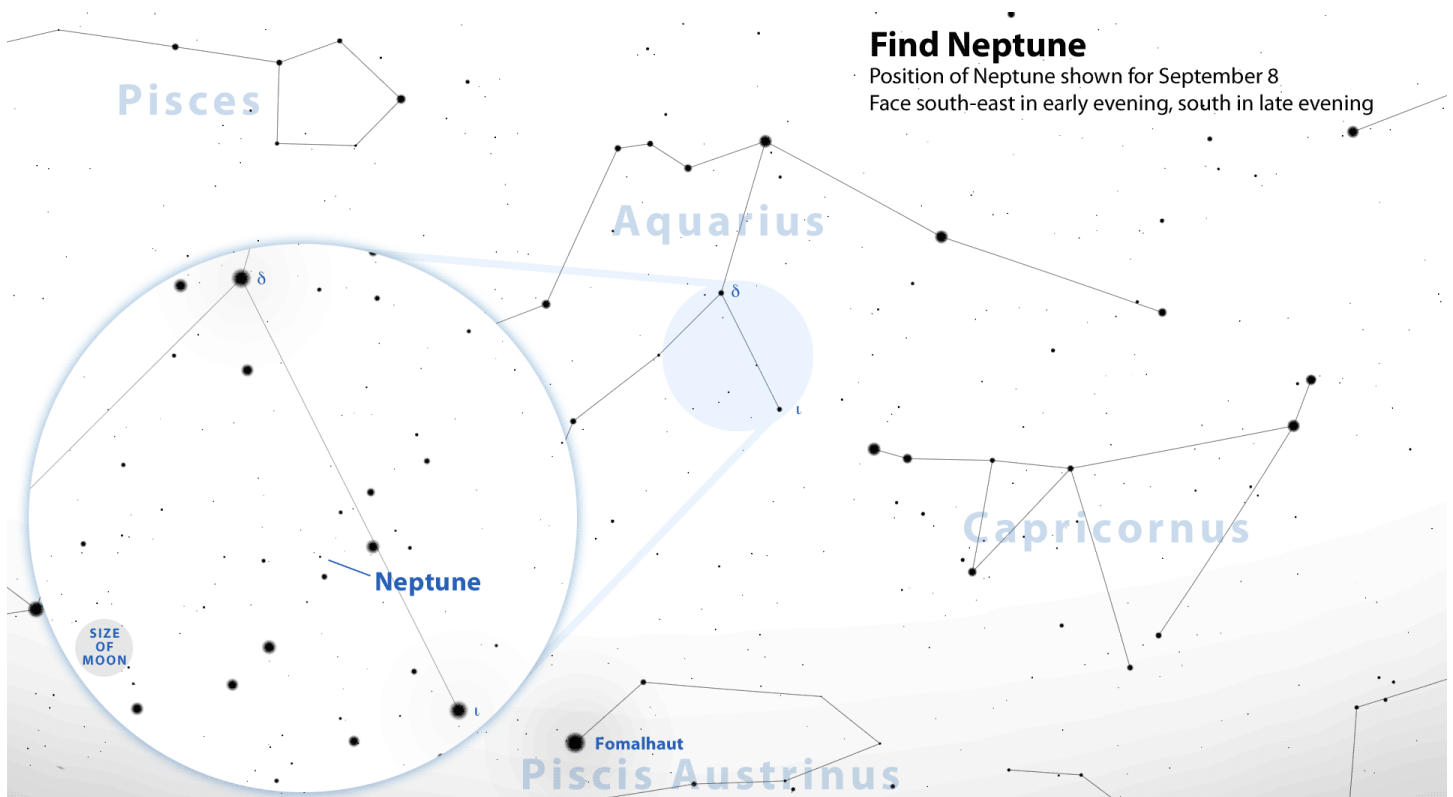 Find Neptune
Position of Neptune shown for September 8
Face south-east in early evening, south in late evening
Pisces
Aquarius
δ
δ
ι
Capricornus
Neptune
SIZE
OF
MOON
ι
Fomalhaut
Piscis Austrinus